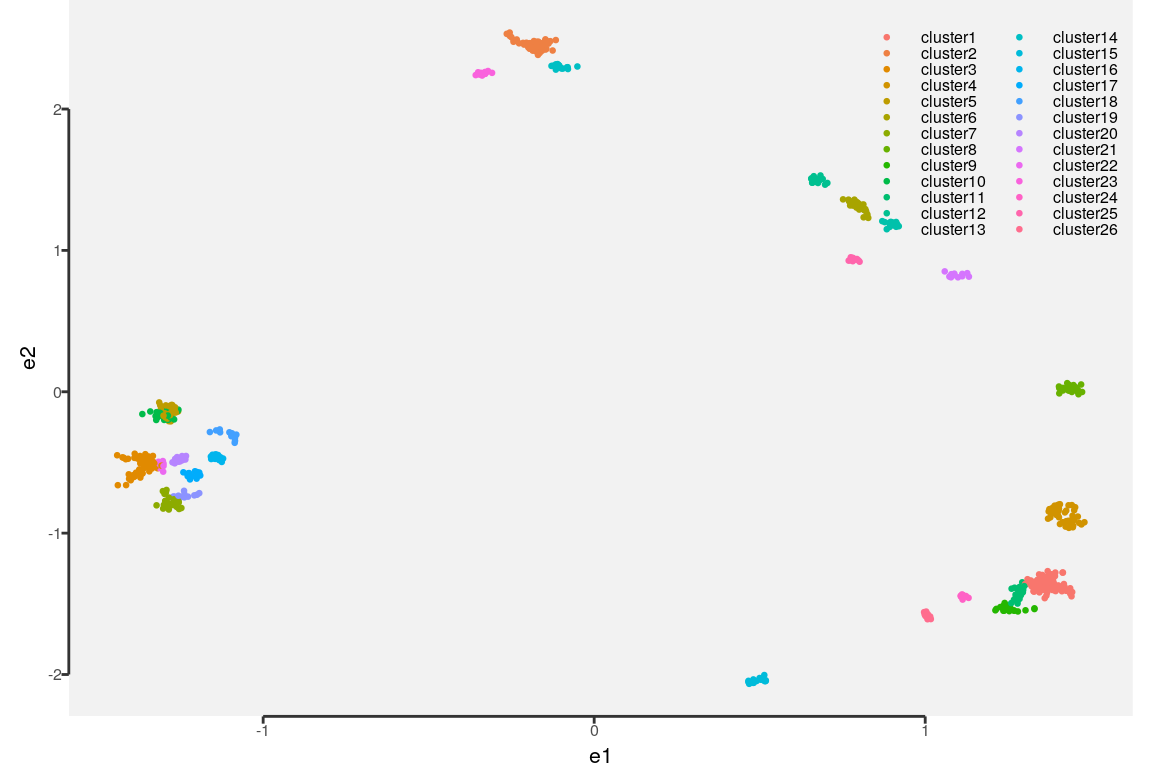 cluster1 cluster14
cluster2 cluster15
cluster3 cluster16
cluster4 cluster17
cluster5 cluster18
cluster6 cluster19
cluster7 cluster20
cluster8 cluster21
cluster9 cluster22
cluster10 cluster23
cluster11 cluster24
cluster12 cluster25
cluster13 cluster26
2
1
0
-1
-2
e2
-1 0 1
e1